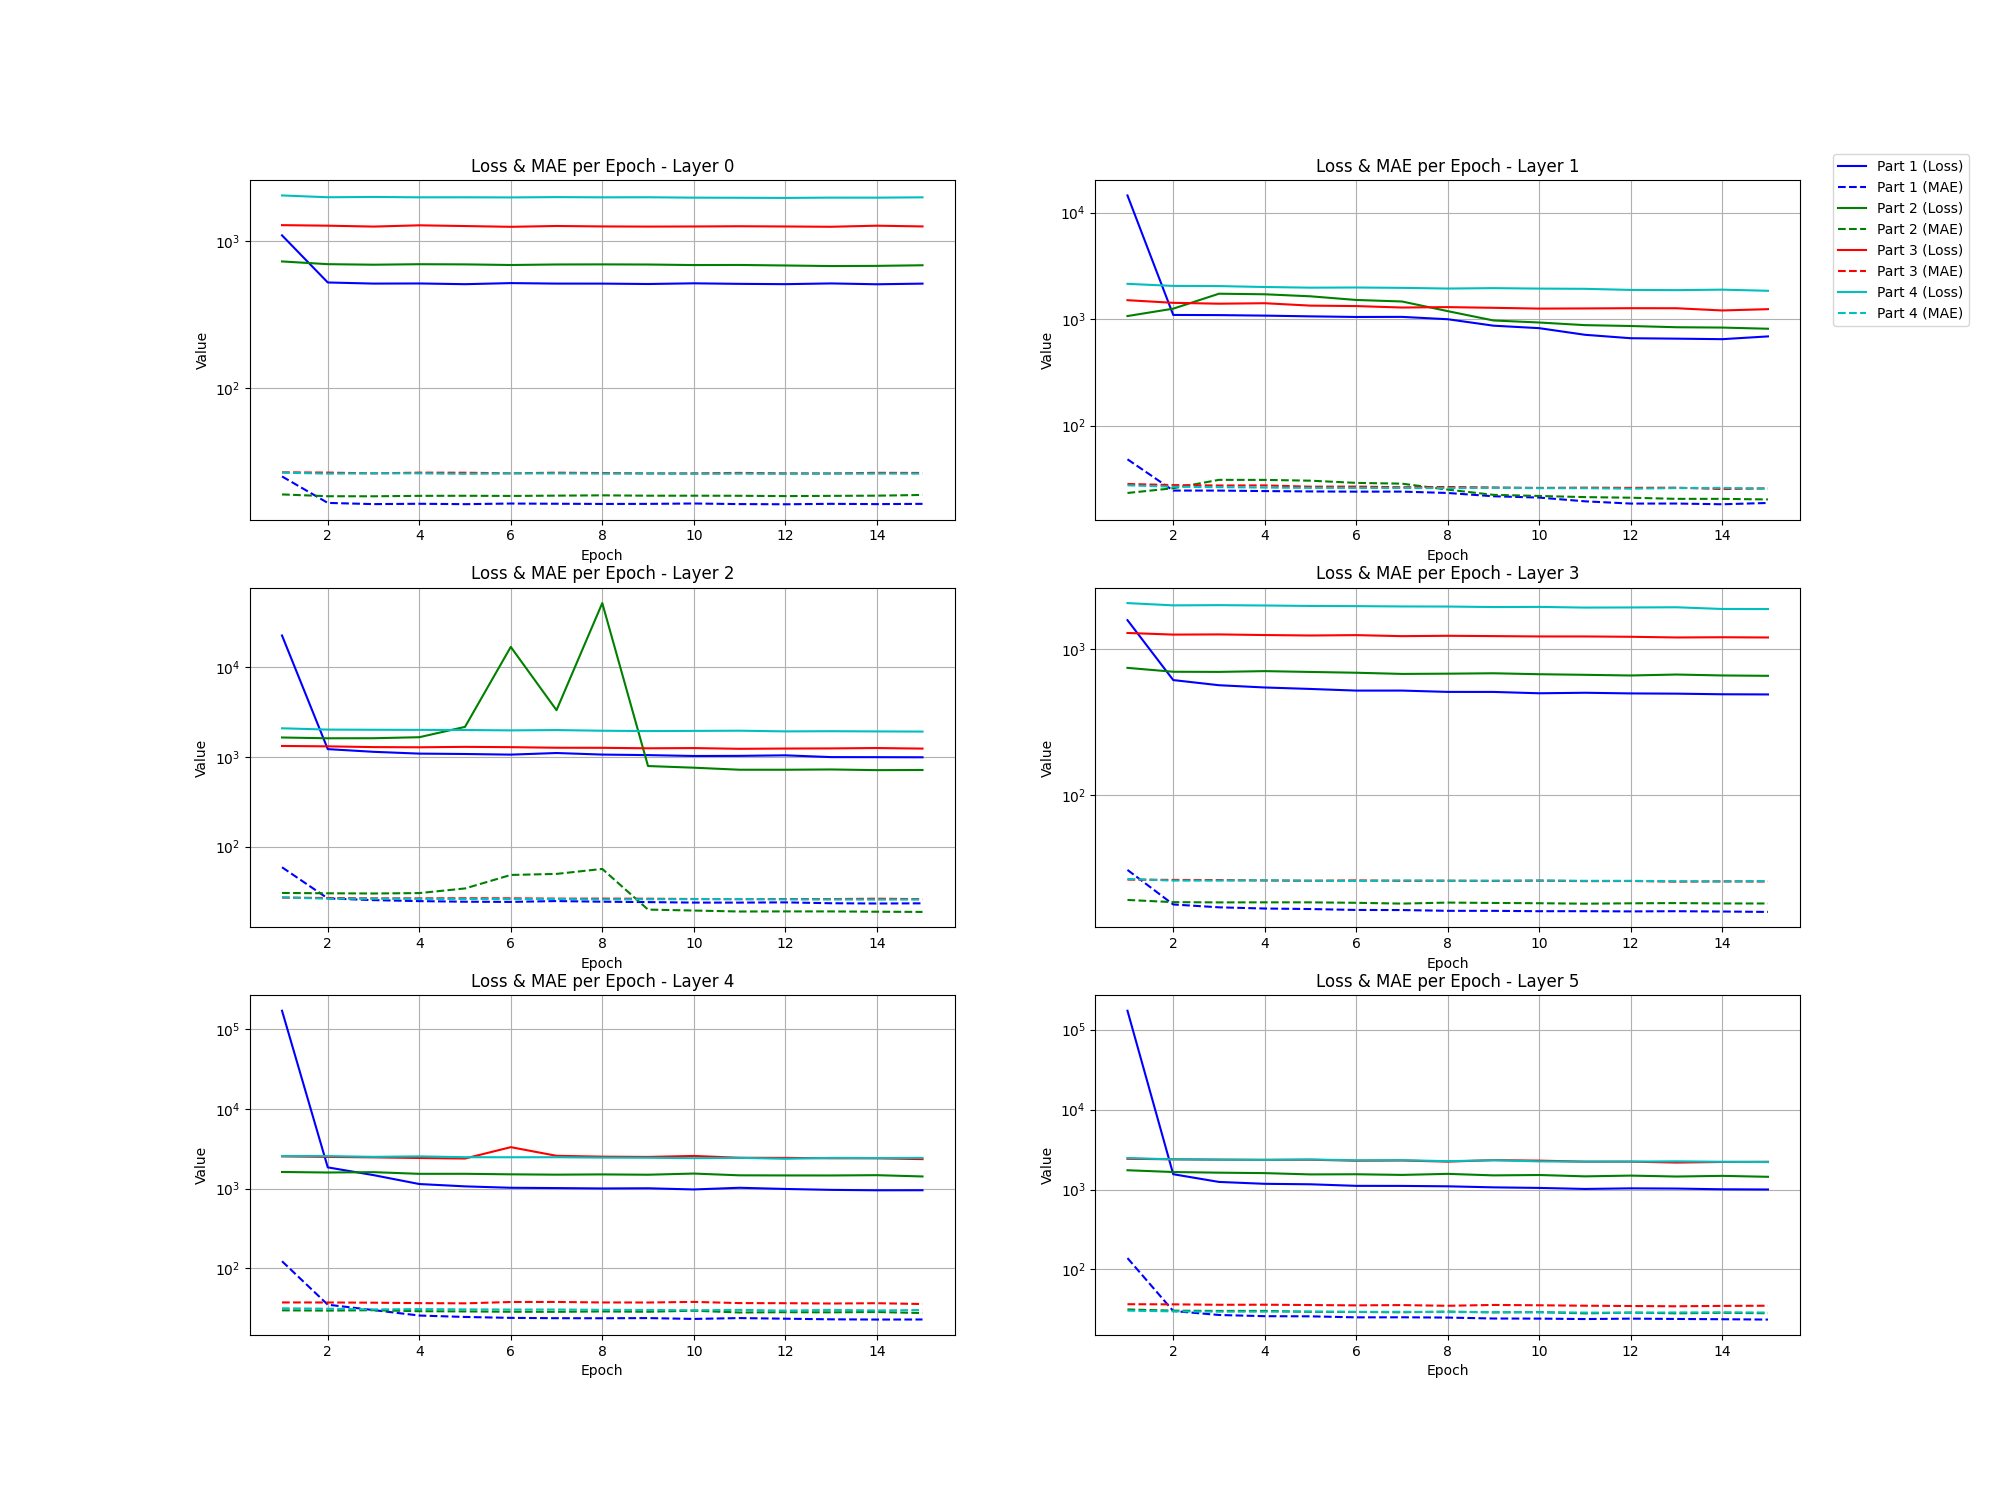 Loss & MAE per Epoch - Layer 0
Value
10^3
10^2
2 4 6 8 10 12 14
Epoch
Loss & MAE per Epoch - Layer 1
Value
10^4
10^3
10^2
2 4 6 8 10 12 14
Epoch
Part 1 (Loss)
Part 1 (MAE)
Part 2 (Loss)
Part 2 (MAE)
Part 3 (Loss)
Part 3 (MAE)
Part 4 (Loss)
Part 4 (MAE)
Loss & MAE per Epoch - Layer 2
Value
10^4
10^3
10^2
2 4 6 8 10 12 14
Epoch
Loss & MAE per Epoch - Layer 3
Value
10^3
10^2
2 4 6 8 10 12 14
Epoch
Loss & MAE per Epoch - Layer 4
Value
10^5
10^4
10^3
10^2
2 4 6 8 10 12 14
Epoch
Loss & MAE per Epoch - Layer 5
Value
10^5
10^4
10^3
10^2
2 4 6 8 10 12 14
Epoch